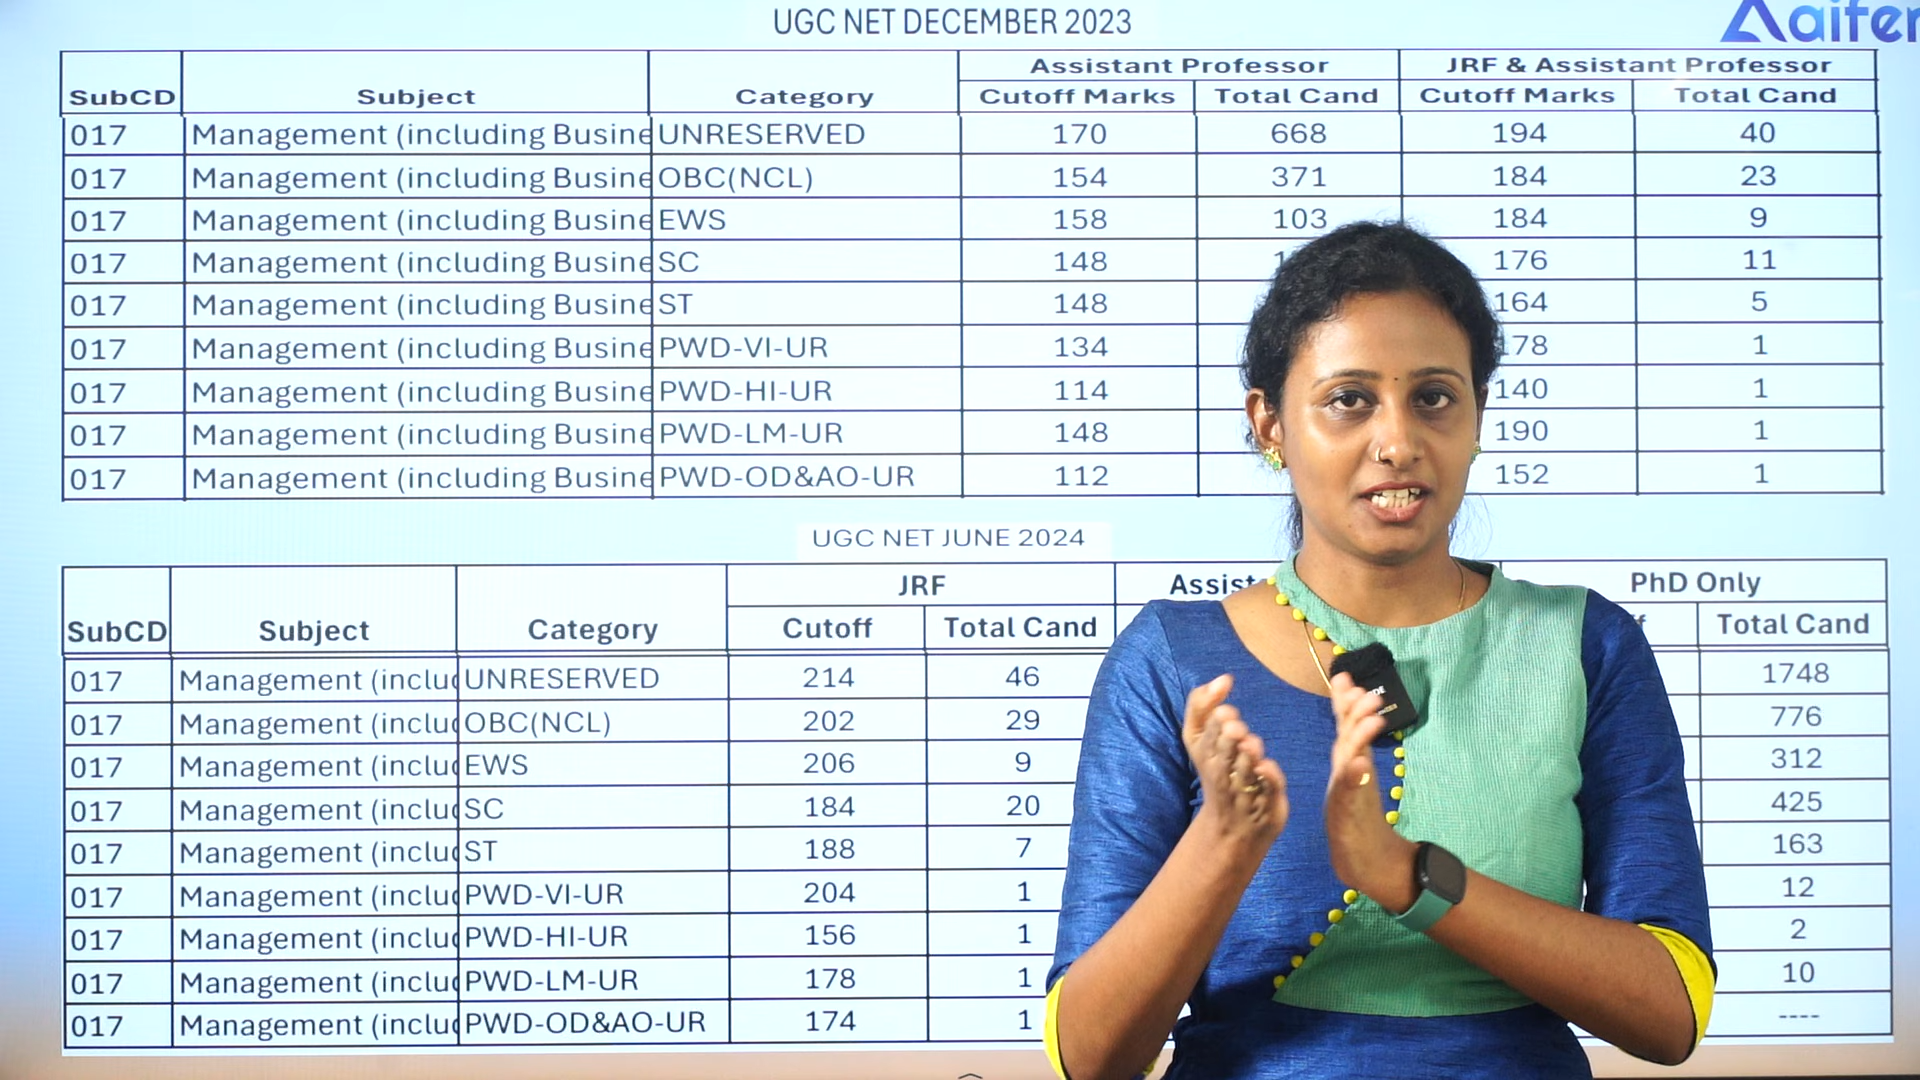 UGC NET DECEMBER 2023
aifer
Assistant Professor JRF & Assistant Professor
SubCD Subject Category Cutoff Marks Total Cand Cutoff Marks Total Cand
017 Management (including Busine UNRESERVED 170 668 194 40
017 Management (including Busine OBC(NCL) 154 371 184 23
017 Management (including Busine EWS 158 103 184 9
017 Management (including Busine SC 148 176 11
017 Management (including Busine ST 148 164 5
017 Management (including Busine PWD-VI-UR 134 178 1
017 Management (including Busine PWD-HI-UR 114 140 1
017 Management (including Busine PWD-LM-UR 148 190 1
017 Management (including Busine PWD-OD&AO-UR 112 152 1
UGC NET JUNE 2024
JRF Assist PhD Only
SubCD Subject Category Cutoff Total Cand Total Cand
017 Management (inclu UNRESERVED 214 46 1748
017 Management (inclu OBC(NCL) 202 29 776
017 Management (inclu EWS 206 9 312
017 Management (inclu SC 184 20 425
017 Management (inclu ST 188 7 163
017 Management (inclu PWD-VI-UR 204 1 12
017 Management (inclu PWD-HI-UR 156 1 2
017 Management (inclu PWD-LM-UR 178 1 10
017 Management (inclu PWD-OD&AO-UR 174 1 ----